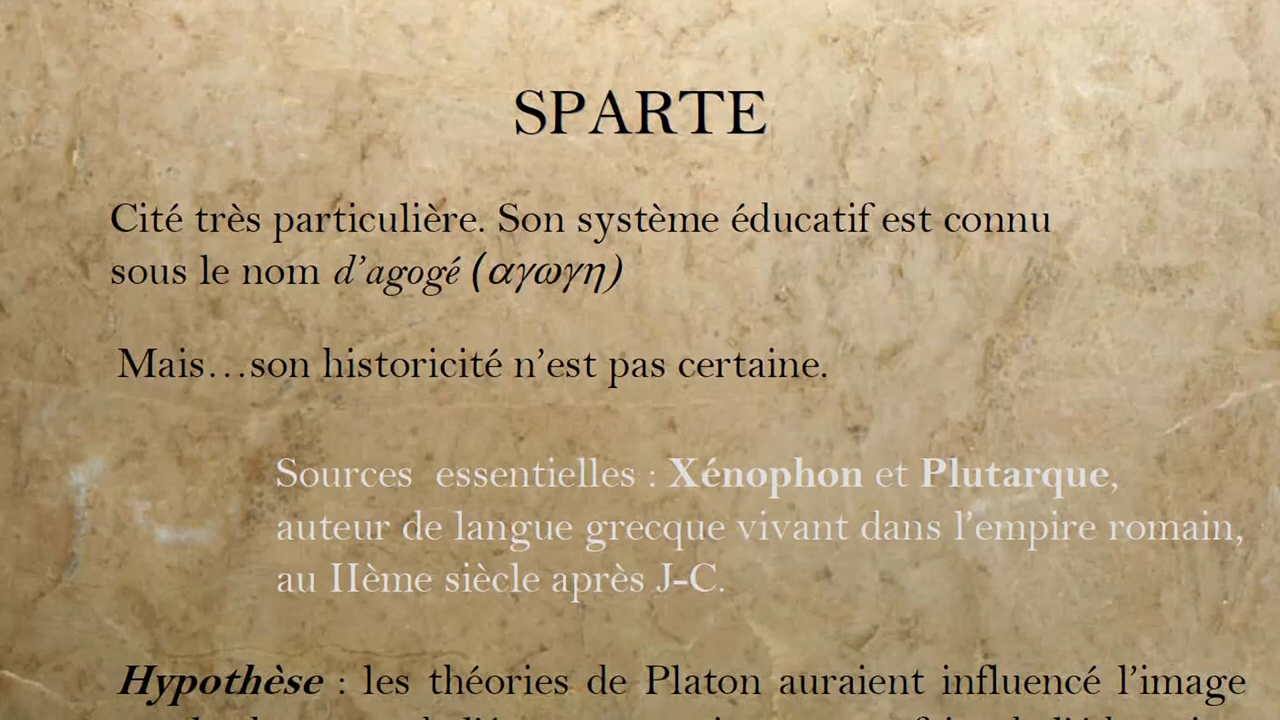 SPARTE
Cité très particulière. Son système éducatif est connu
sous le nom d’agogé (αγωγη)
Mais…son historicité n’est pas certaine.
Sources essentielles : Xénophon et Plutarque,
auteur de langue grecque vivant dans l’empire romain,
au IIème siècle après J-C.
Hypothèse : les théories de Platon auraient influencé l’image